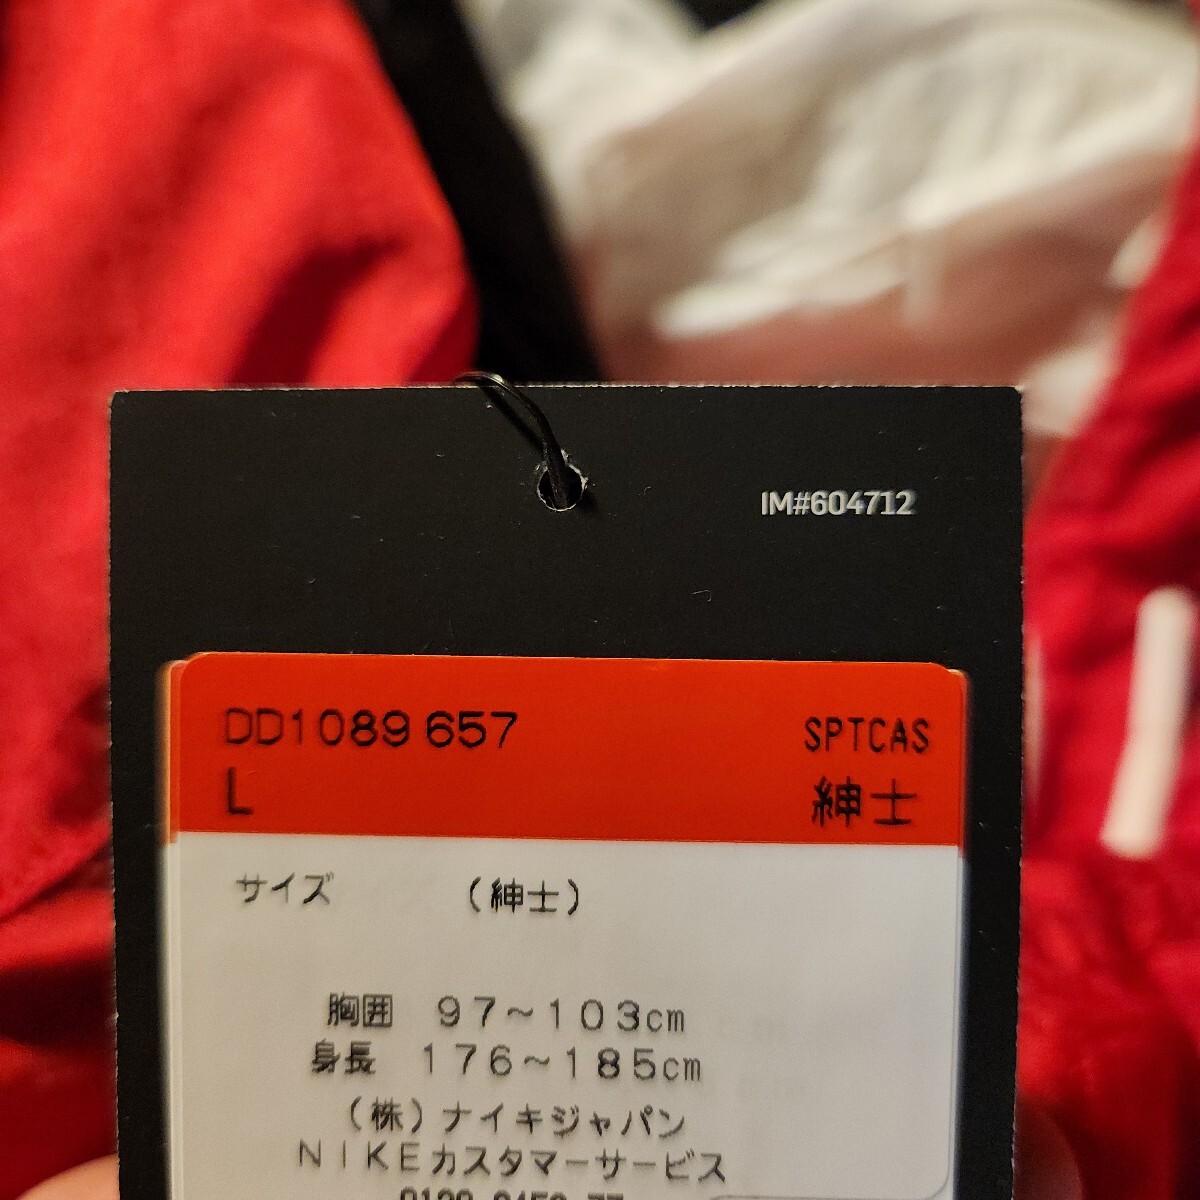 IM#604712
DD1089 657
SPTCAS
L
紳士
サイズ (紳士)
胸囲 97~103cm
身長 176~185cm
(株)ナイキジャパン
NIKEカスタマーサービス